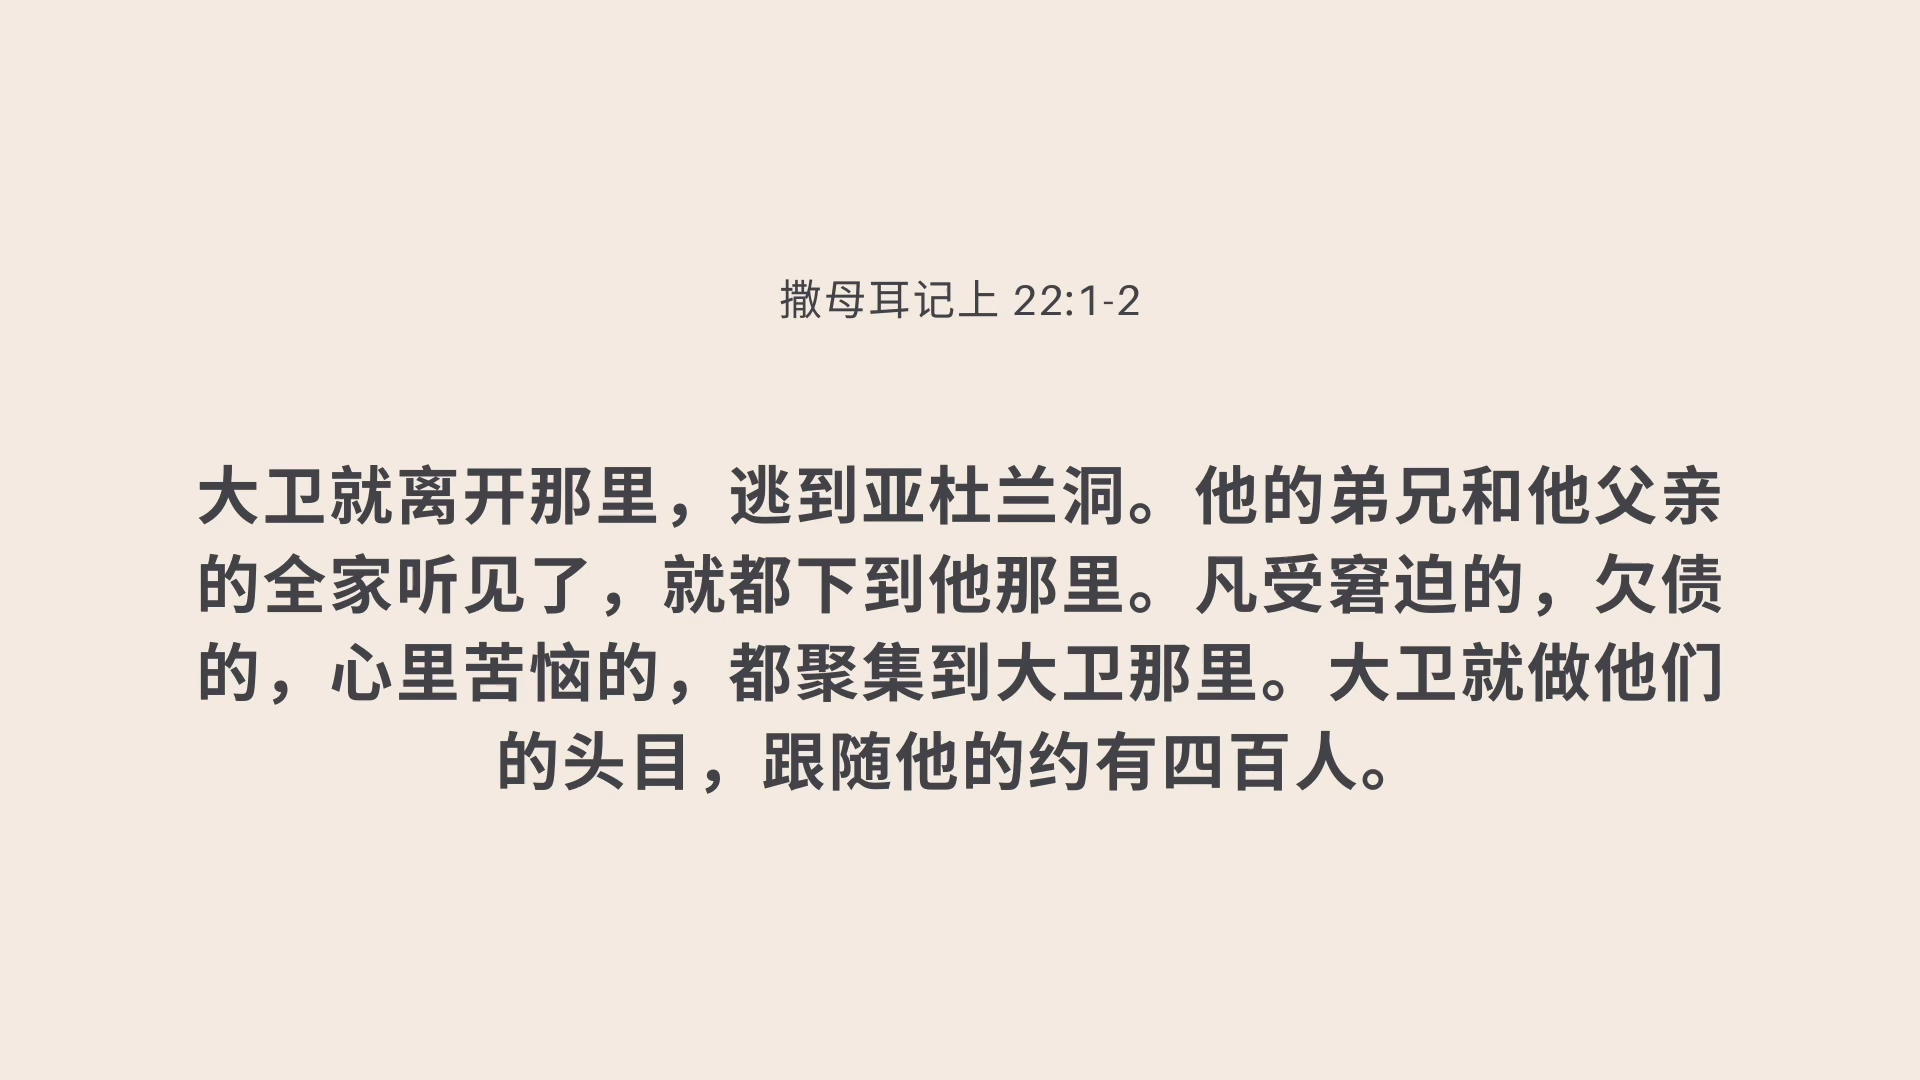 撒母耳记上 22:1-2
大卫就离开那里，逃到亚杜兰洞。他的弟兄和他父亲
的全家听见了，就都下到他那里。凡受窘迫的，欠债
的，心里苦恼的，都聚集到大卫那里。大卫就做他们
的头目，跟随他的约有四百人。